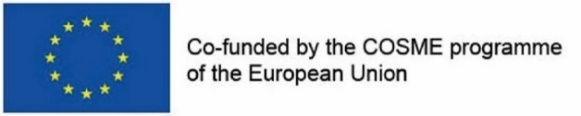 Co-funded by the COSME programme
of the European Union